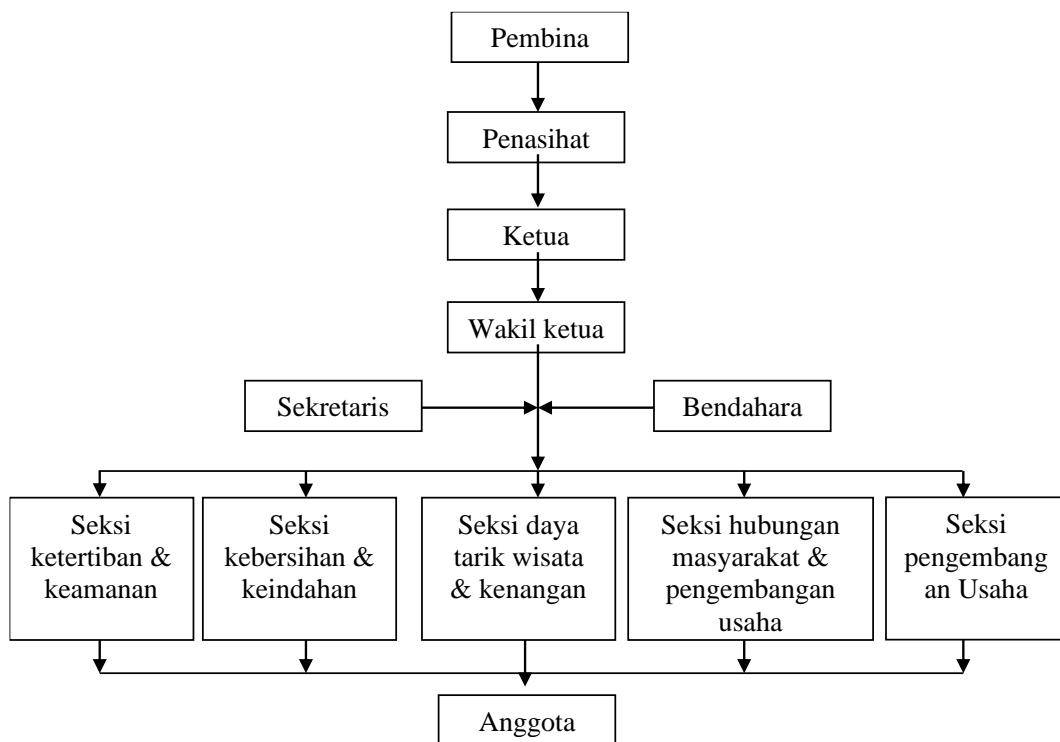 Pembina
Penasihat
Ketua
Wakil ketua
Sekretaris
Bendahara
Seksi
ketertiban &
keamanan
Seksi
kebersihan &
keindahan
Seksi daya
tarik wisata
& kenangan
Seksi hubungan
masyarakat &
pengembangan
usaha
Seksi
pengembang
an Usaha
Anggota